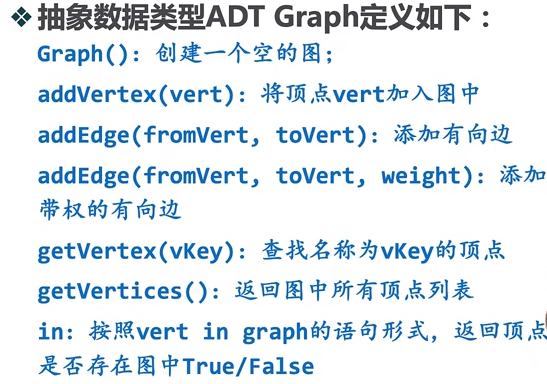 ❖抽象数据类型ADT Graph定义如下：
Graph(): 创建一个空的图;
addVertex(vert): 将顶点vert加入图中
addEdge(fromVert, toVert): 添加有向边
addEdge(fromVert, toVert, weight): 添加
带权的有向边
getVertex(vKey): 查找名称为vKey的顶点
getVertices(): 返回图中所有顶点列表
in: 按照vert in graph的语句形式, 返回顶点
是否存在图中True/False